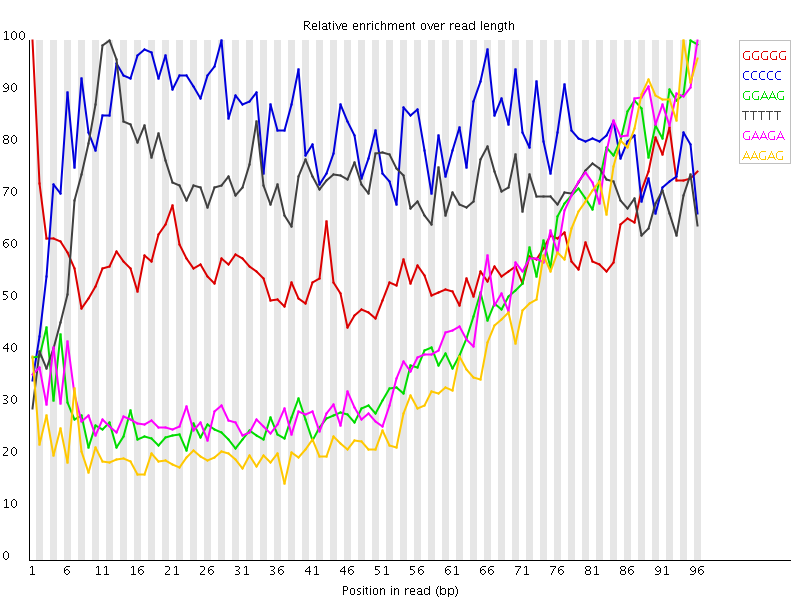 Relative enrichment over read length
100
90
80
70
60
50
40
30
20
10
0
GGGGG
CCCCC
GGAAG
TTTTT
GAAGA
AAGAG
1 6 11 16 21 26 31 36 41 46 51 56 61 66 71 76 81 86 91 96
Position in read (bp)